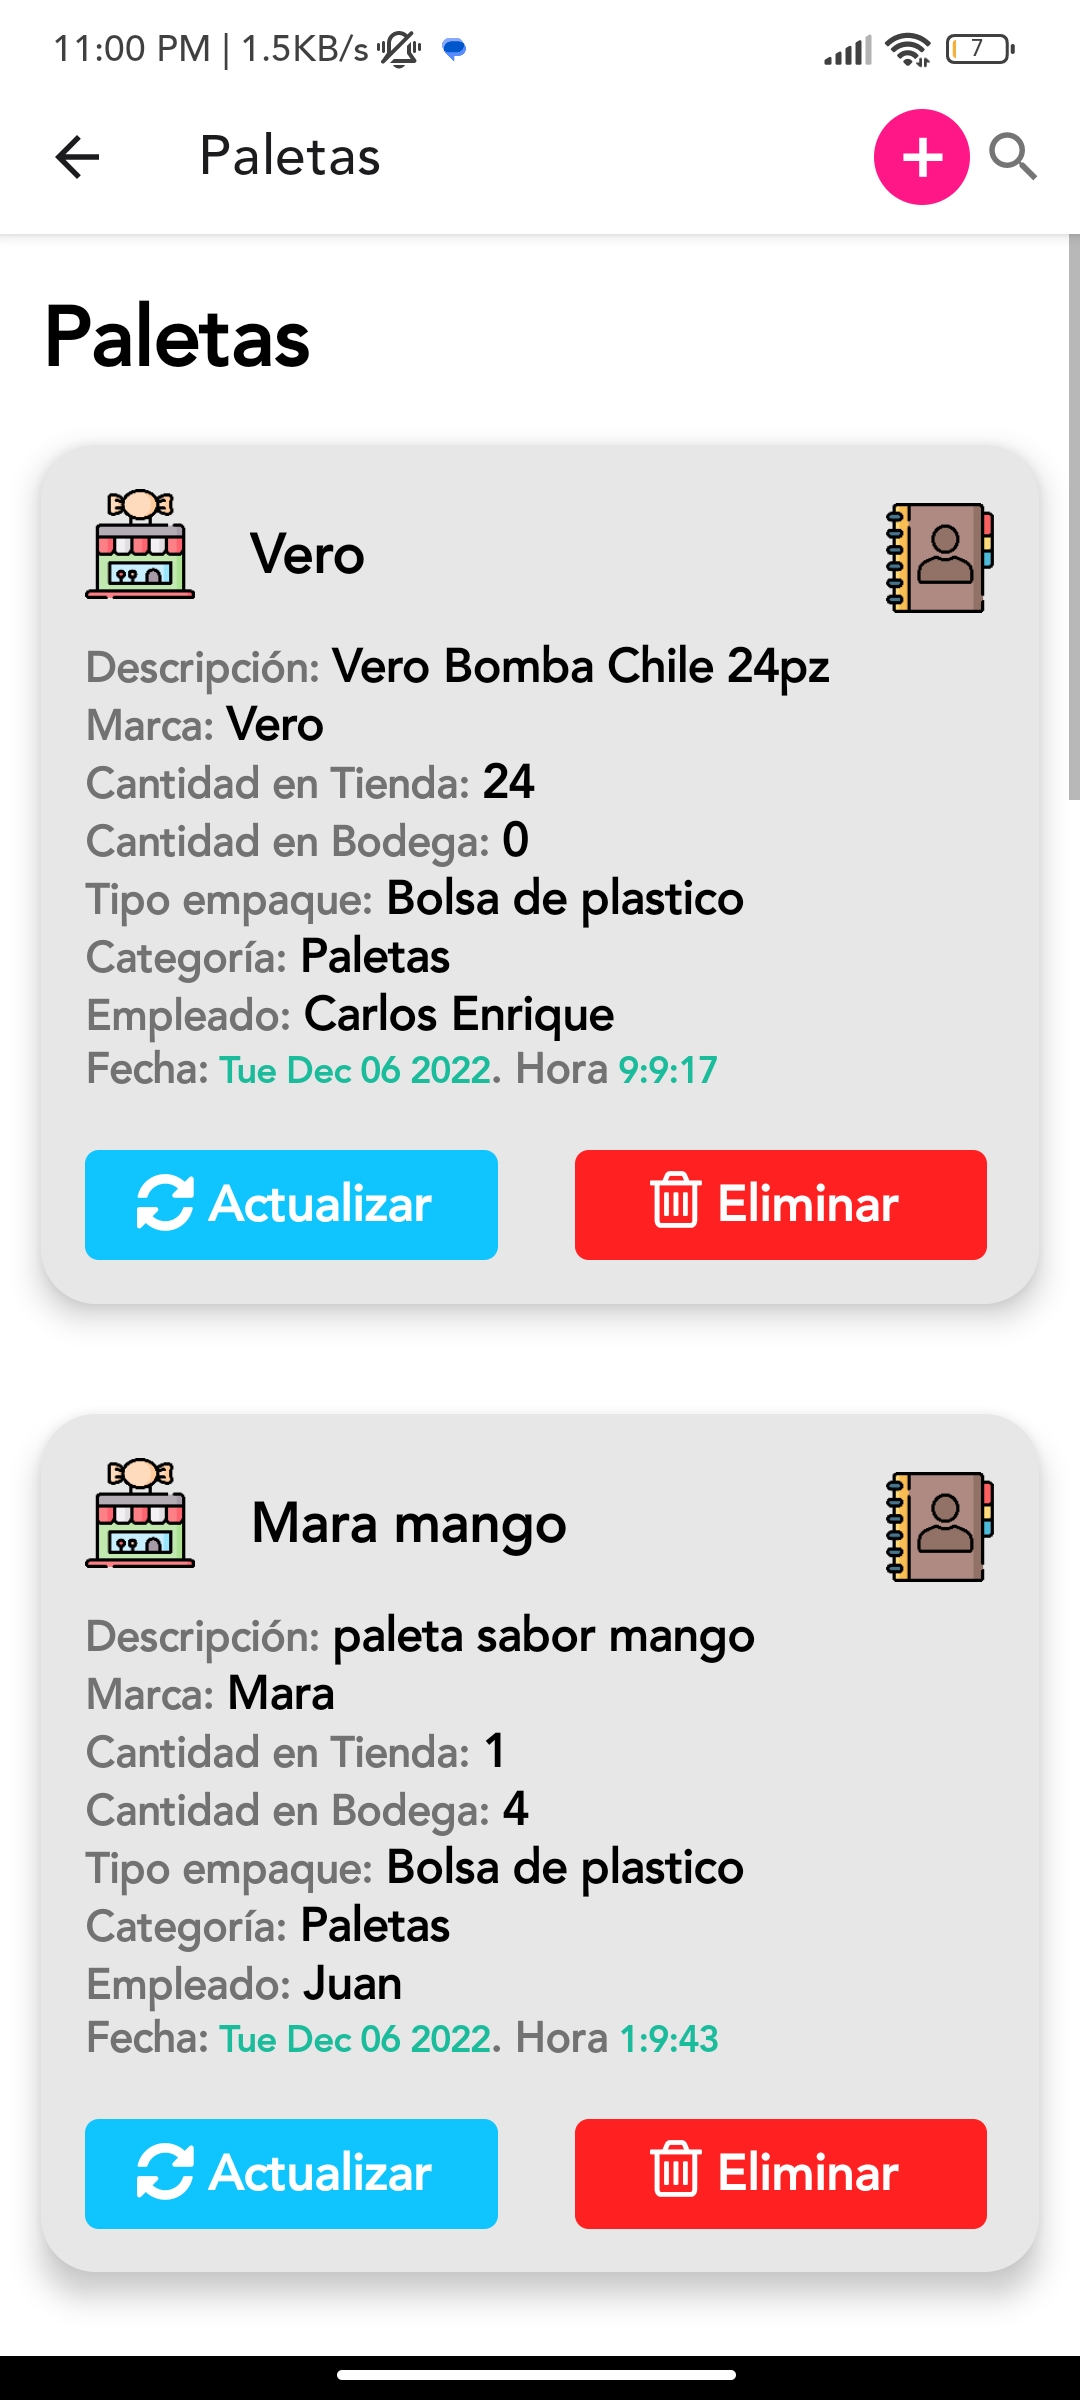 11:00 PM | 1.5KB/s
7
Paletas
Paletas
Vero
Descripción: Vero Bomba Chile 24pz
Marca: Vero
Cantidad en Tienda: 24
Cantidad en Bodega: 0
Tipo empaque: Bolsa de plastico
Categoría: Paletas
Empleado: Carlos Enrique
Fecha: Tue Dec 06 2022. Hora 9:9:17
Actualizar
Eliminar
Mara mango
Descripción: paleta sabor mango
Marca: Mara
Cantidad en Tienda: 1
Cantidad en Bodega: 4
Tipo empaque: Bolsa de plastico
Categoría: Paletas
Empleado: Juan
Fecha: Tue Dec 06 2022. Hora 1:9:43
Actualizar
Eliminar